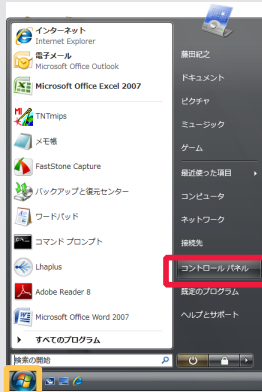 インターネット
Internet Explorer
電子メール
Microsoft Office Outlook
Microsoft Office Excel 2007
TNTmips
メモ帳
FastStone Capture
バックアップと復元センター
ワードパッド
コマンド プロンプト
Lhaplus
Adobe Reader 8
Microsoft Office Word 2007
すべてのプログラム
検索の開始
藤田紀之
ドキュメント
ピクチャ
ミュージック
ゲーム
最近使った項目
コンピュータ
ネットワーク
接続先
コントロール パネル
既定のプログラム
ヘルプとサポート